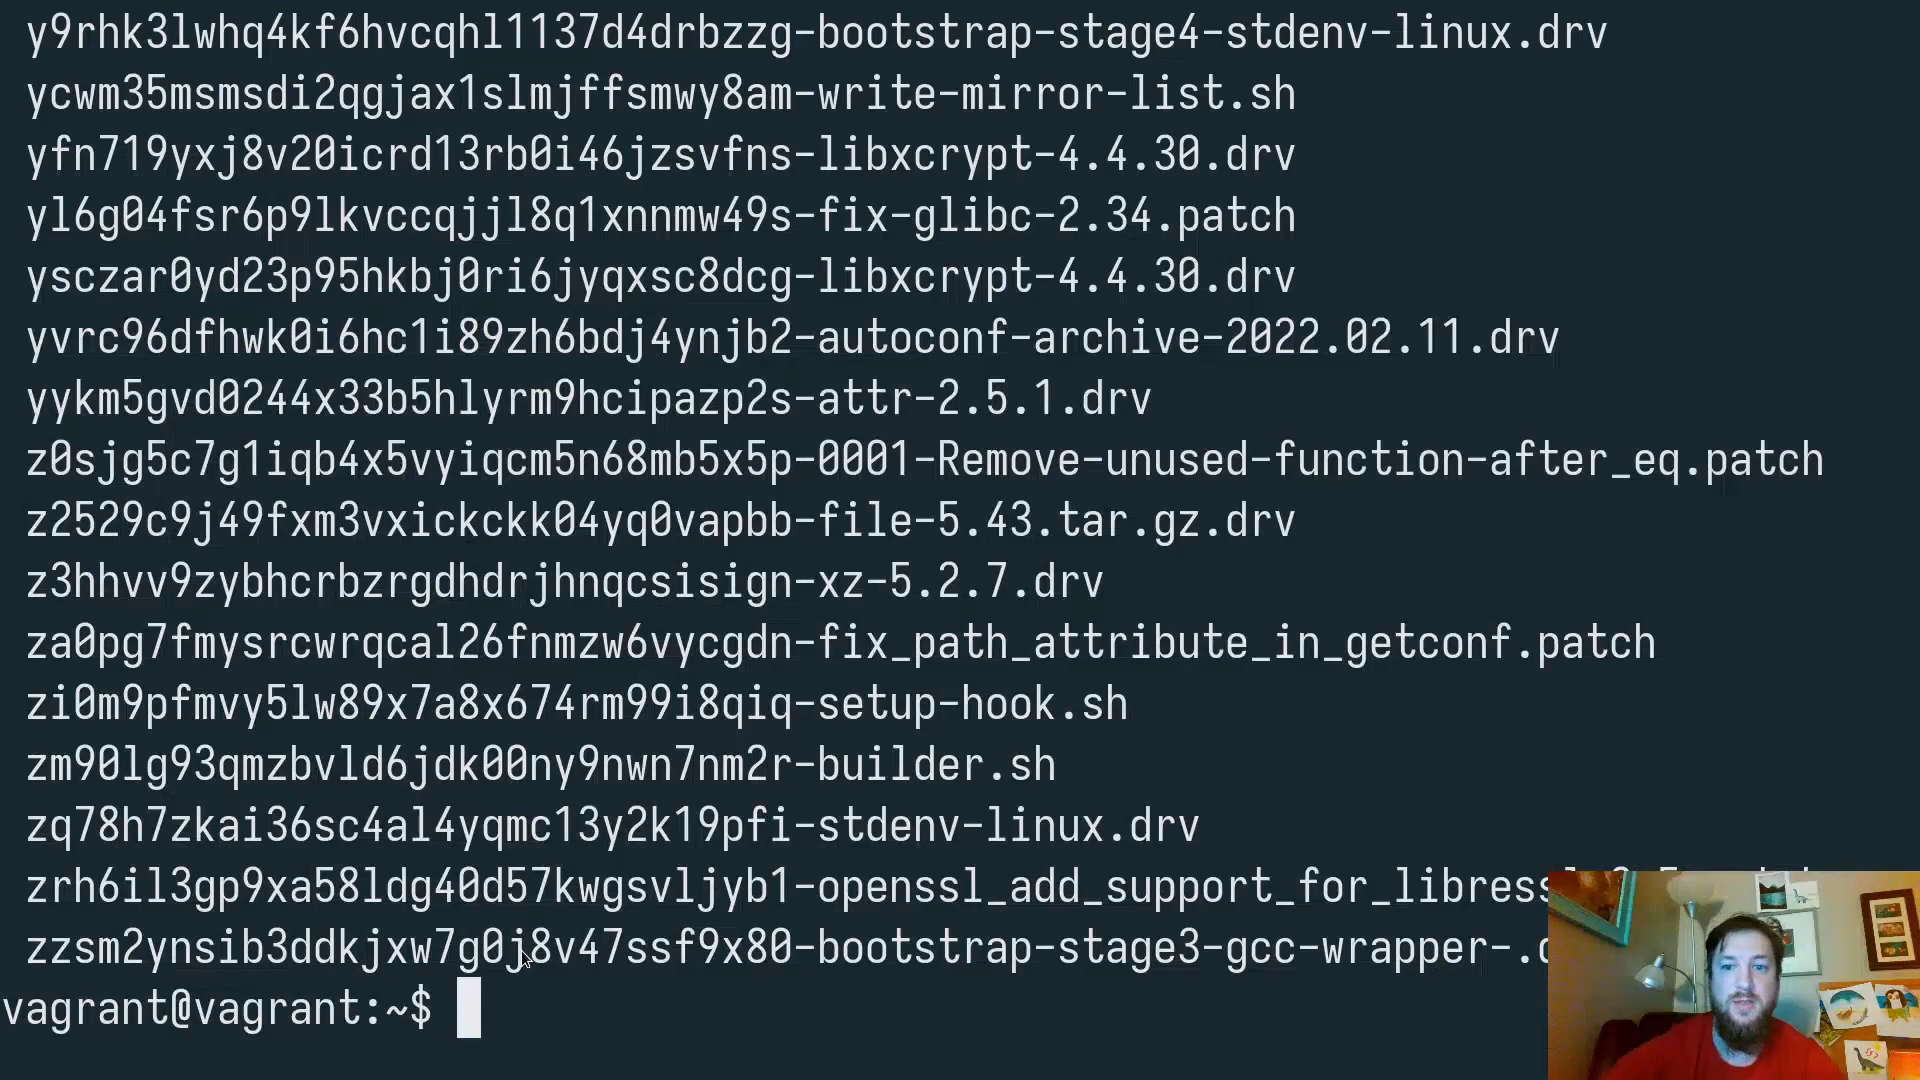 y9rhk3lwhq4kf6hvcqhl1137d4drbzzg-bootstrap-stage4-stdenv-linux.drv
ycwm35msmsdi2qgjax1slmjffsmwy8am-write-mirror-list.sh
yfn719yxj8v20icrd13rb0i46jzsvfns-libxcrypt-4.4.30.drv
yl6g04fsr6p9lkvccqjjl8q1xnnmw49s-fix-glibc-2.34.patch
ysczar0yd23p95hkbj0ri6jyqxsc8dcg-libxcrypt-4.4.30.drv
yvrc96dfhwk0i6hc1i89zh6bdj4ynjb2-autoconf-archive-2022.02.11.drv
yykm5gvd0244x33b5hlyrm9hcipazp2s-attr-2.5.1.drv
z0sjg5c7g1iqb4x5vyiqcm5n68mb5x5p-0001-Remove-unused-function-after_eq.patch
z2529c9j49fxm3vxickckk04yq0vapbb-file-5.43.tar.gz.drv
z3hhvv9zybhcrbzrgdhdrjhnqcsisign-xz-5.2.7.drv
za0pg7fmysrcwrqcal26fnmzw6vycgdn-fix_path_attribute_in_getconf.patch
zi0m9pfmvy5lw89x7a8x674rm99i8qiq-setup-hook.sh
zm90lg93qmzbvld6jdk00ny9nwn7nm2r-builder.sh
zq78h7zkai36sc4al4yqmc13y2k19pfi-stdenv-linux.drv
zrh6il3gp9xa58ldg40d57kwgsvljyb1-openssl_add_support_for_libress
zzsm2ynsib3ddkjxw7g0j8v47ssf9x80-bootstrap-stage3-gcc-wrapper-.
vagrant@vagrant:~$